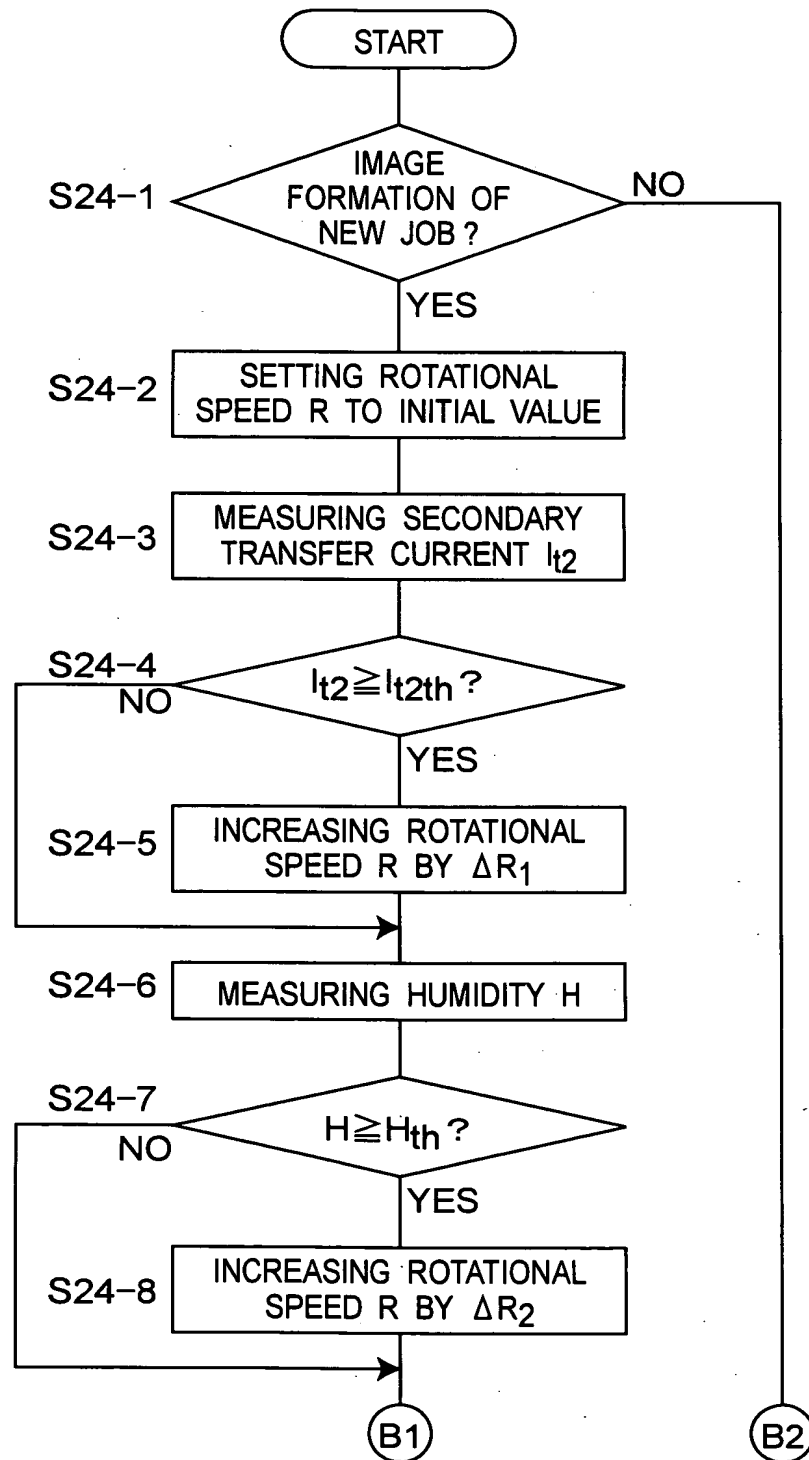 START
S24-1
IMAGE
FORMATION OF
NEW JOB?
NO
YES
S24-2
SETTING ROTATIONAL
SPEED R TO INITIAL VALUE
S24-3
MEASURING SECONDARY
TRANSFER CURRENT It2
S24-4
NO
It2≧It2th?
YES
S24-5
INCREASING ROTATIONAL
SPEED R BY ΔR1
S24-6
MEASURING HUMIDITY H
S24-7
NO
H≧Hth?
YES
S24-8
INCREASING ROTATIONAL
SPEED R BY ΔR2
B1
B2